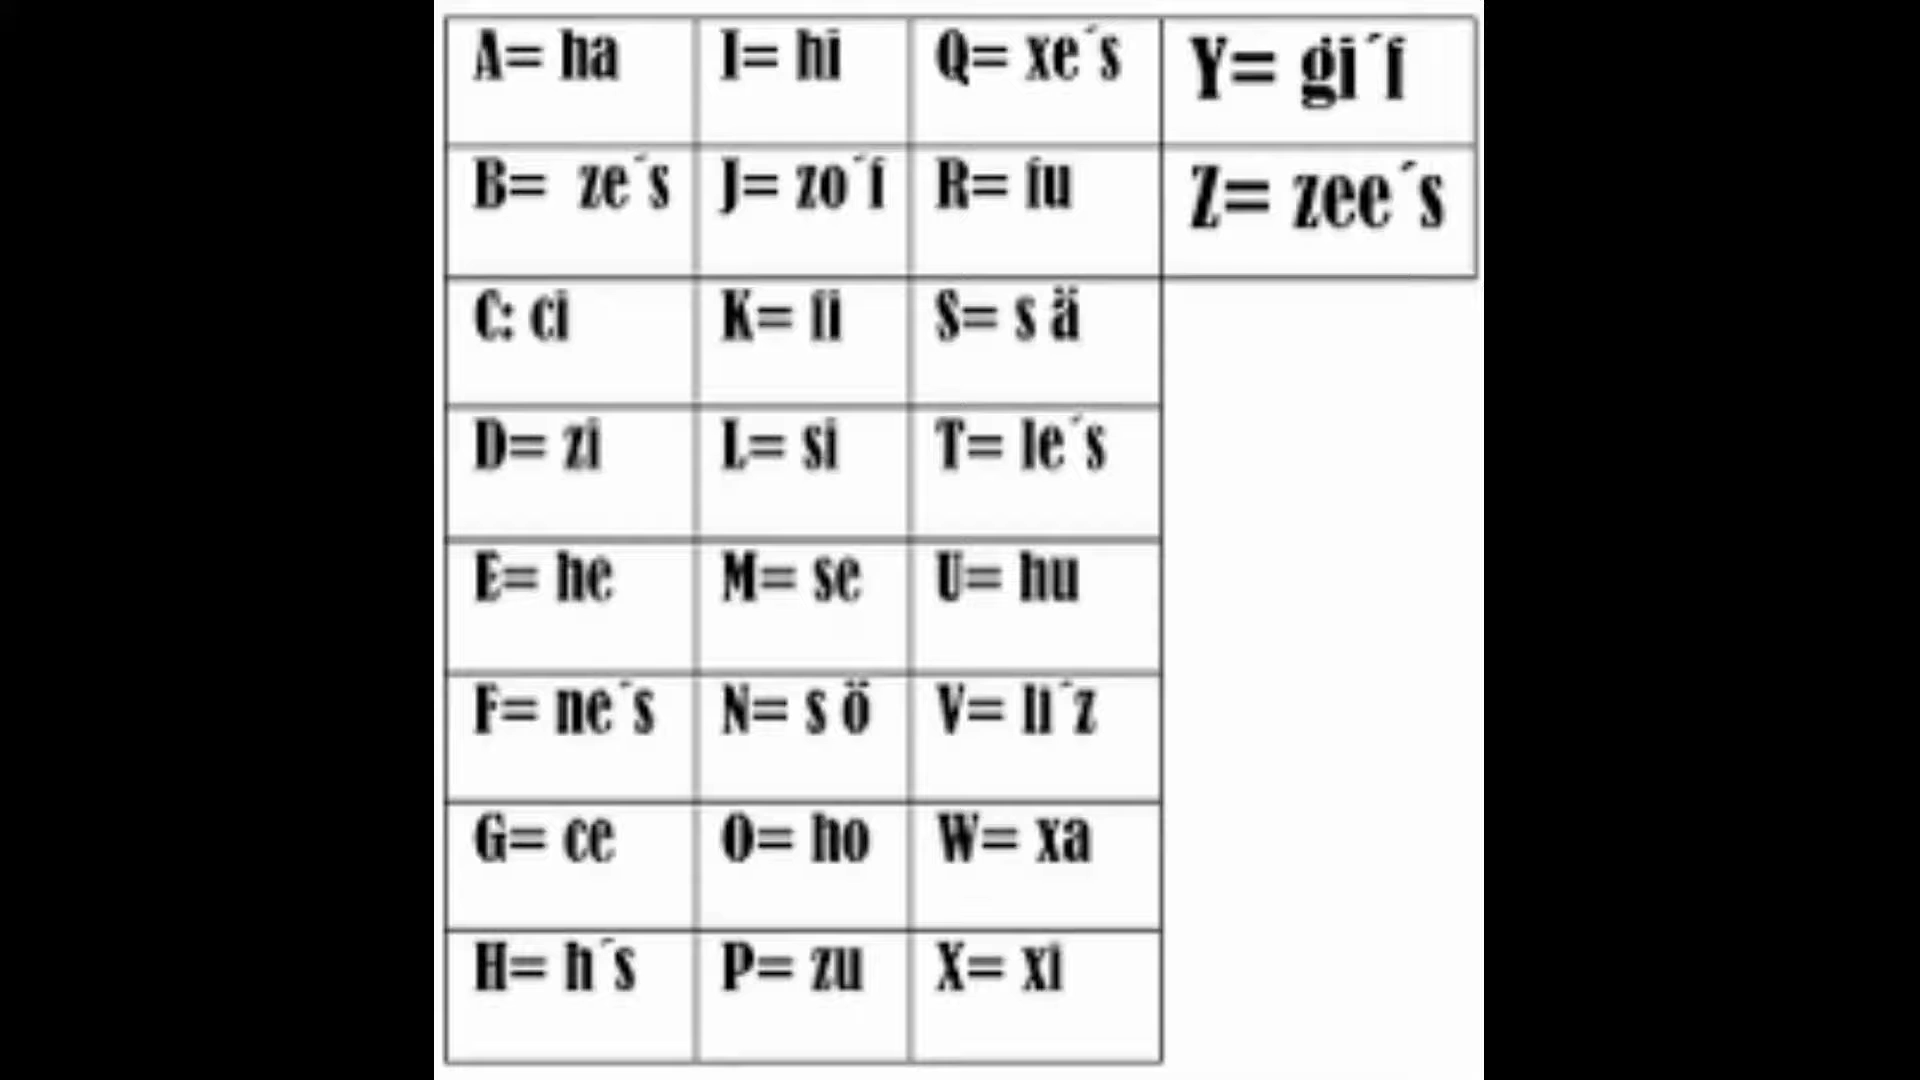 A= ha
I= hi
Q= xe´s
Y= gi´f
B= ze´s
J= zo´f
R= fu
Z= zee´s
C: ci
K= fi
S= s ä
D= zi
L= si
T= le´s
E= he
M= se
U= hu
F= ne´s
N= s ö
V= li´z
G= ce
O= ho
W= xa
H= h´s
P= zu
X= xi